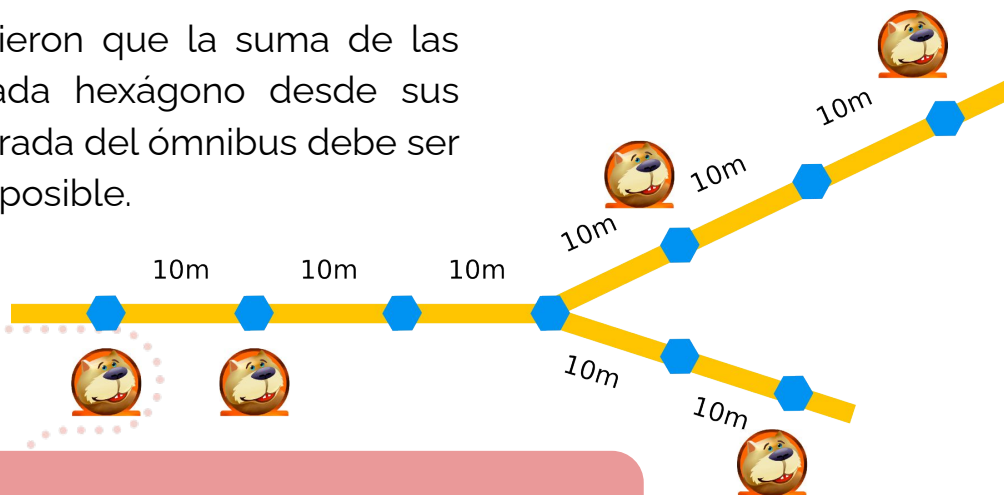 ieron que la suma de las
ada hexágono desde sus
rada del ómnibus debe ser
posible.
10m
10m
10m
10m
10m
10m
10m
10m